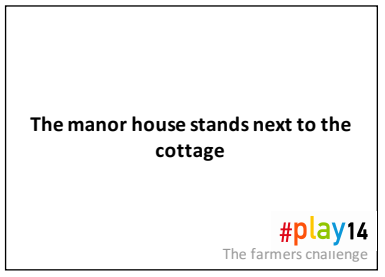 The manor house stands next to the
cottage
#play14
The farmers challenge